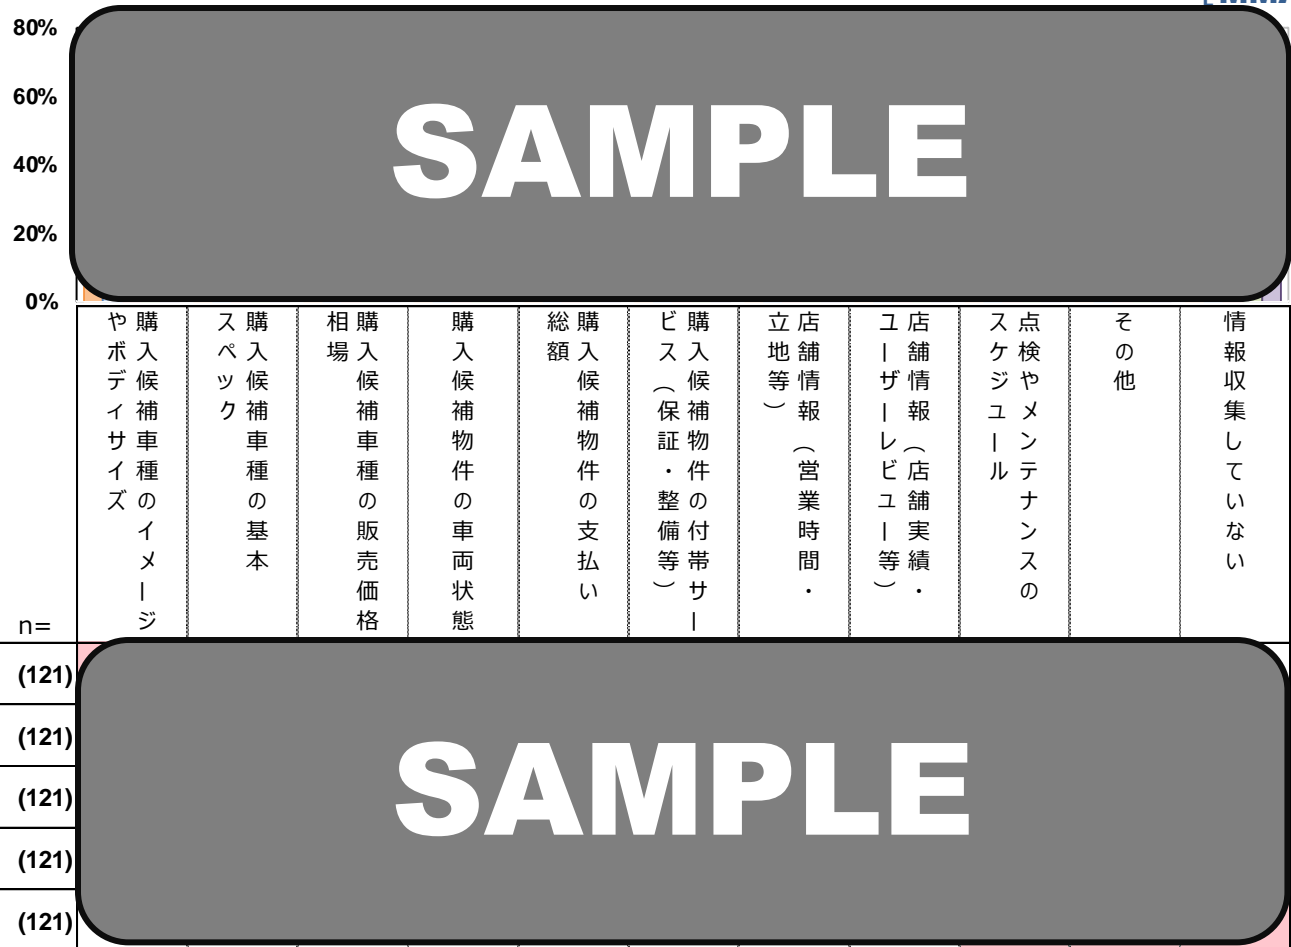 80%
60%
40%
20%
0%
SAMPLE
購入候補車種のイメージ
やボディサイズ
購入候補車種の基本
スペック
購入候補車種の販売価格
相場
購入候補物件の車両状態
購入候補物件の支払い
総額
購入候補物件の付帯サー
ビス（保証・整備等）
店舗情報（営業時間・
立地等）
店舗情報（店舗実績・
ユーザーレビュー等）
点検やメンテナンスの
スケジュール
その他
情報収集していない
n=
(121)
(121)
(121)
(121)
(121)
SAMPLE